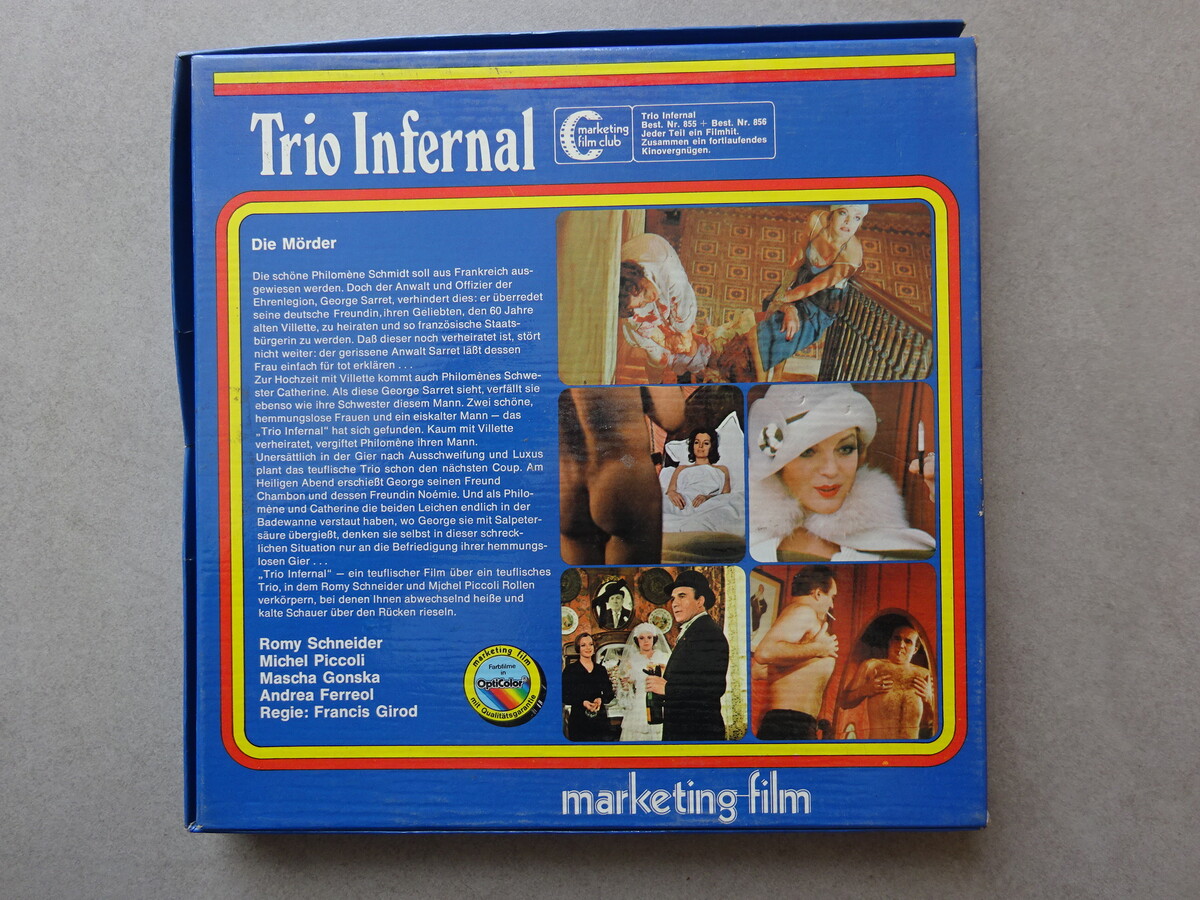 Trio Infernal
marketing
film club
Trio Infernal
Best. Nr. 855 + Best. Nr. 856
Jeder Teil ein Filmhit.
Zusammen ein fortlaufendes
Kinovergnügen.
Die Mörder
Die schöne Philomène Schmidt soll aus Frankreich aus-
gewiesen werden. Doch der Anwalt und Offizier der
Ehrenlegion, George Sarret, verhindert dies: er überredet
seine deutsche Freundin, ihren Geliebten, den 60 Jahre
alten Villette, zu heiraten und so französische Staats-
bürgerin zu werden. Daß dieser noch verheiratet ist, stört
nicht weiter: der gerissene Anwalt Sarret läßt dessen
Frau einfach für tot erklären . . .
Zur Hochzeit mit Villette kommt auch Philomènes Schwe-
ster Catherine. Als diese George Sarret sieht, verfällt sie
ebenso wie ihre Schwester diesem Mann. Zwei schöne,
hemmungslose Frauen und ein eiskalter Mann — das
„Trio Infernal“ hat sich gefunden. Kaum mit Villette
verheiratet, vergiftet Philomène ihren Mann.
Unersättlich in der Gier nach Ausschweifung und Luxus
plant das teuflische Trio schon den nächsten Coup. Am
Heiligen Abend erschießt George seinen Freund
Chambon und dessen Freundin Noémie. Und als Philo-
mène und Catherine die beiden Leichen endlich in der
Badewanne verstaut haben, wo George sie mit Salpeter-
säure übergießt, denken sie selbst in dieser schreck-
lichen Situation nur an die Befriedigung ihrer hemmungs-
losen Gier . . .
„Trio Infernal“ — ein teuflischer Film über ein teuflisches
Trio, in dem Romy Schneider und Michel Piccoli Rollen
verkörpern, bei denen Ihnen abwechselnd heiße und
kalte Schauer über den Rücken rieseln.
Romy Schneider
Michel Piccoli
Mascha Gonska
Andrea Ferreol
Regie: Francis Girod
marketing film
Farbfilme
in
OptiColor
mit Qualitätsgarantie
marketing film